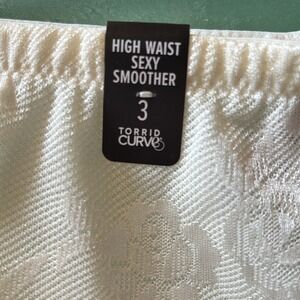 HIGH WAIST
SEXY
SMOOTHER
3
TORRID
CURVE